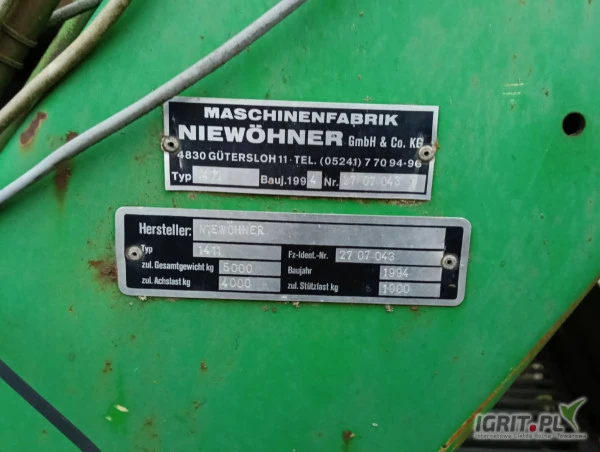 MASCHINENFABRIK
NIEWÖHNER GmbH & Co. KG
4830 GÜTERSLOH 11 · TEL. (05241) 7 70 94-96
Typ 1411 Bauj. 1994 Nr. 27 07 043
Hersteller: NIEWÖHNER
Typ 1411 Fz-Ident.-Nr. 27 07 043
zul. Gesamtgewicht kg 5000 Baujahr 1994
zul. Achslast kg 4000 zul. Stützlast kg 1000
IGRIT.PL